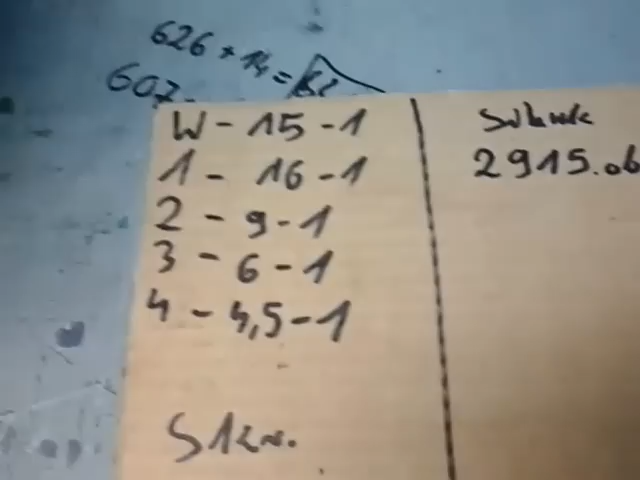 626 + 14 =
607
W - 15 - 1
1 - 16 - 1
2 - 9 - 1
3 - 6 - 1
4 - 4,5 - 1
2915.06